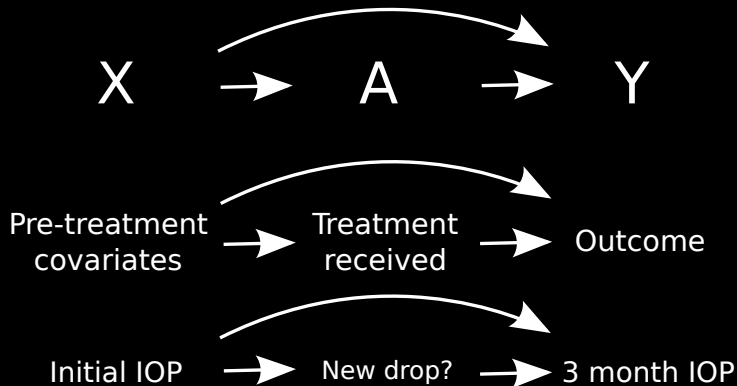 X A Y
Pre-treatment covariates Treatment received Outcome
Initial IOP New drop? 3 month IOP